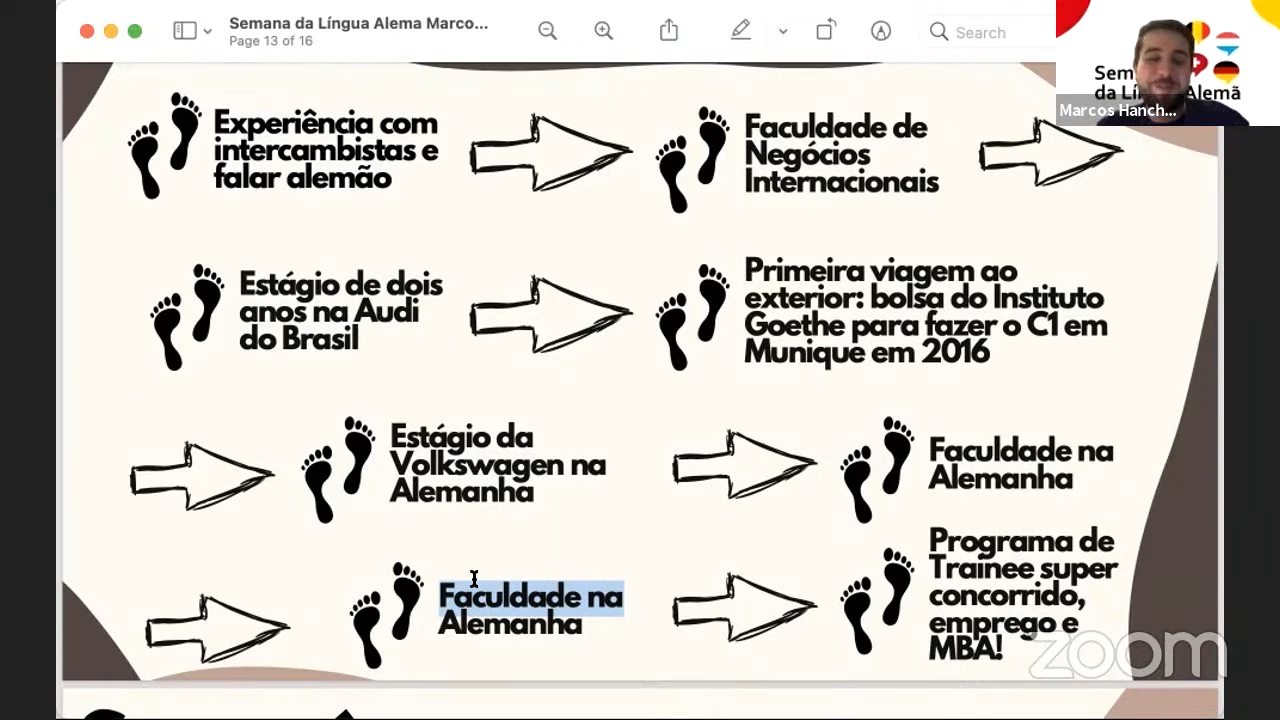 Semana da Língua Alema Marco...
Page 13 of 16
Search
Sem
da Lín Alemã
Marcos Hanch...
Experiência com
intercambistas e
falar alemão
Faculdade de
Negócios
Internacionais
Estágio de dois
anos na Audi
do Brasil
Primeira viagem ao
exterior: bolsa do Instituto
Goethe para fazer o C1 em
Munique em 2016
Estágio da
Volkswagen na
Alemanha
Faculdade na
Alemanha
Faculdade na
Alemanha
Programa de
Trainee super
concorrido,
emprego e
MBA!
zoom